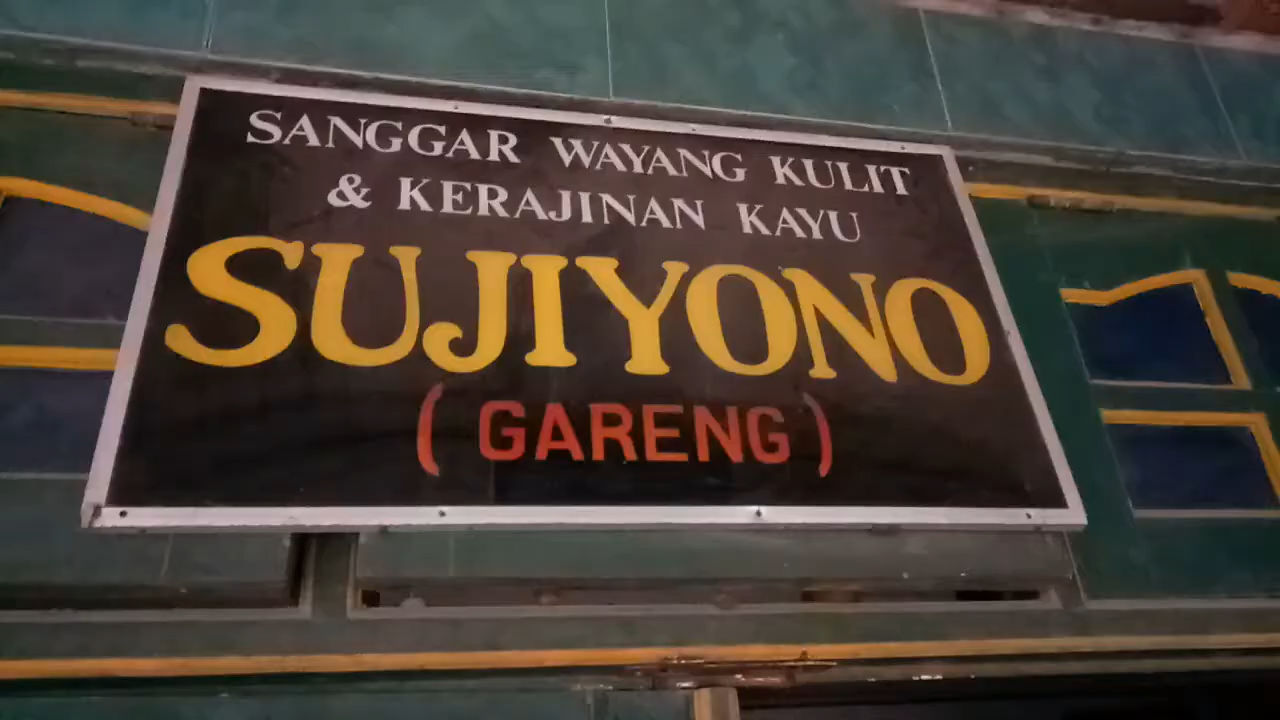 SANGGAR WAYANG KULIT
& KERAJINAN KAYU
SUJIYONO
( GARENG )